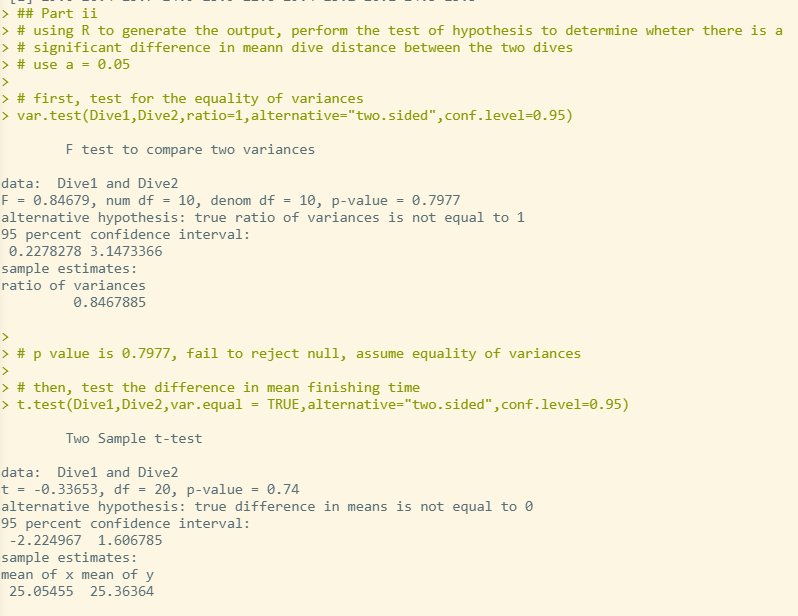 > ## Part ii
> # using R to generate the output, perform the test of hypothesis to determine wheter there is a
> # significant difference in meann dive distance between the two dives
> # use a = 0.05
>
> # first, test for the equality of variances
> var.test(Dive1,Dive2,ratio=1,alternative="two.sided",conf.level=0.95)
F test to compare two variances
data:  Dive1 and Dive2
F = 0.84679, num df = 10, denom df = 10, p-value = 0.7977
alternative hypothesis: true ratio of variances is not equal to 1
95 percent confidence interval:
0.2278278 3.1473366
sample estimates:
ratio of variances
0.8467885
>
> # p value is 0.7977, fail to reject null, assume equality of variances
>
> # then, test the difference in mean finishing time
> t.test(Dive1,Dive2,var.equal = TRUE,alternative="two.sided",conf.level=0.95)
Two Sample t-test
data:  Dive1 and Dive2
t = -0.33653, df = 20, p-value = 0.74
alternative hypothesis: true difference in means is not equal to 0
95 percent confidence interval:
-2.224967  1.606785
sample estimates:
mean of x mean of y
25.05455  25.36364